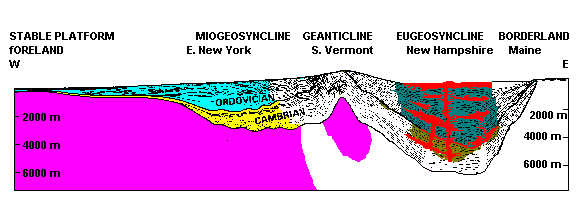 STABLE PLATFORM MIOGEOSYNCLINE GEANTICLINE EUGEOSYNCLINE BORDERLAND
fORELAND E. New York S. Vermont New Hampshire Maine
W E
ORDOVICIAN
CAMBRIAN
2000 m 2000 m
4000 m 4000 m
6000 m 6000 m